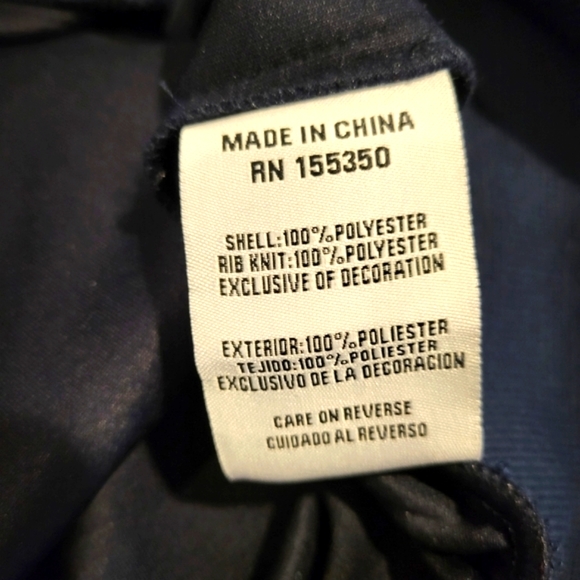 MADE IN CHINA
RN 155350
SHELL:100%POLYESTER
RIB KNIT:100%POLYESTER
EXCLUSIVE OF DECORATION
EXTERIOR:100%POLIESTER
TEJIDO:100%POLIESTER
EXCLUSIVO DE LA DECORACION
CARE ON REVERSE
CUIDADO AL REVERSO